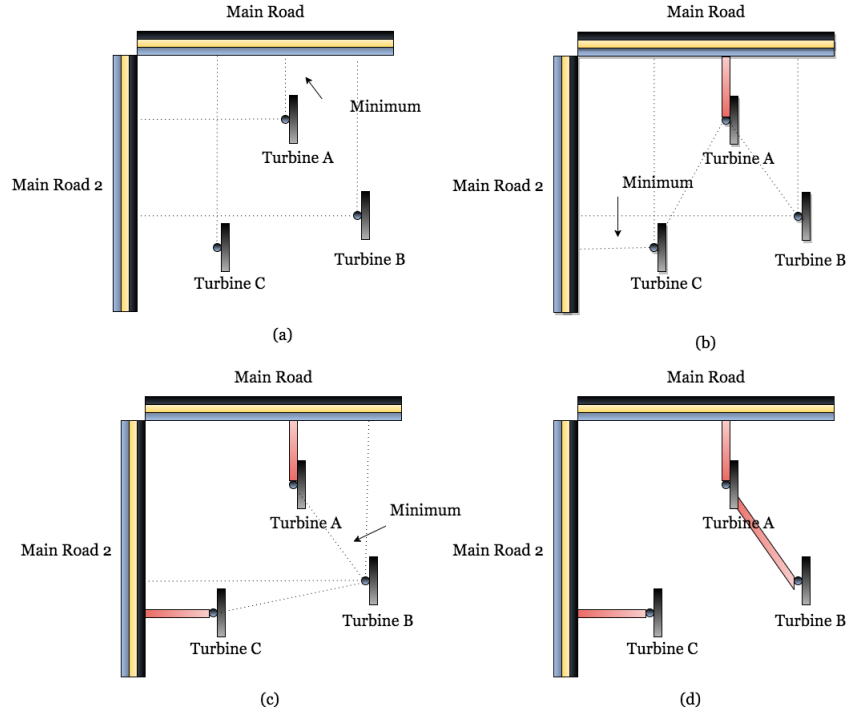 Main Road
Minimum
Turbine A
Main Road 2
Turbine B
Turbine C
(a)
Main Road
Turbine A
Main Road 2
Minimum
Turbine B
Turbine C
(b)
Main Road
Minimum
Turbine A
Main Road 2
Turbine B
Turbine C
(c)
Main Road
Turbine A
Main Road 2
Turbine B
Turbine C
(d)